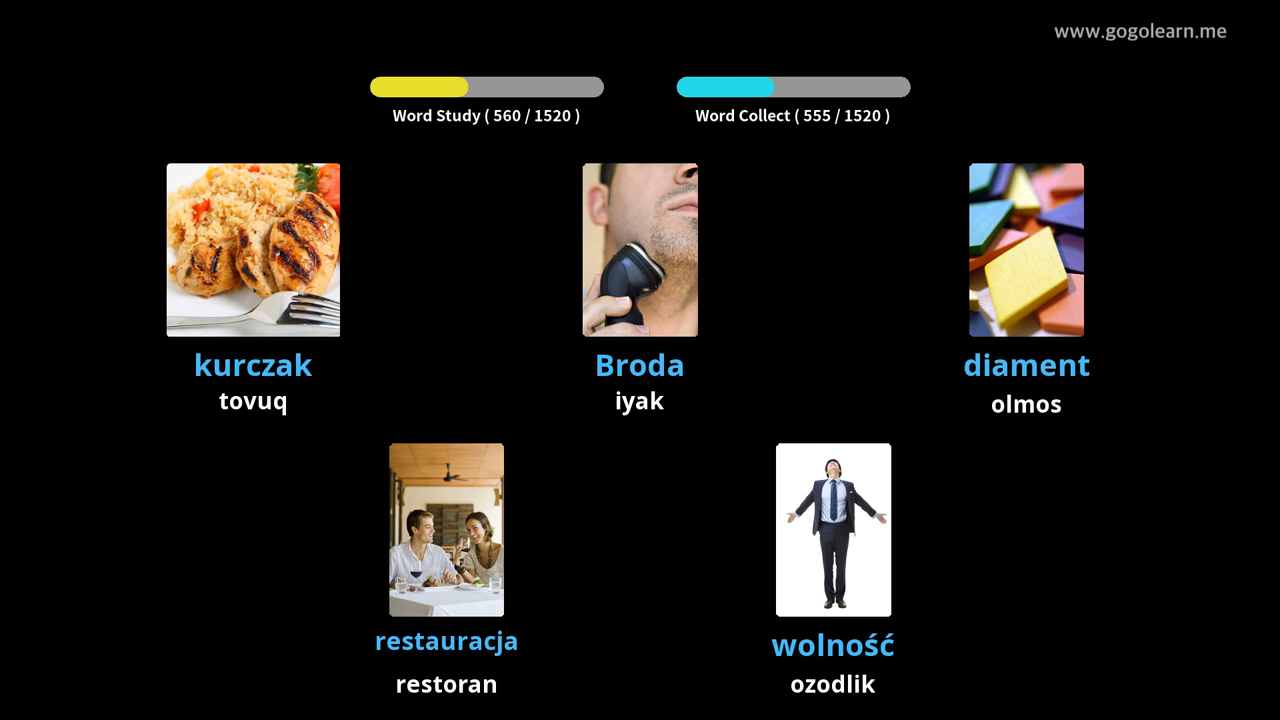 www.gogolearn.me
Word Study ( 560 / 1520 )
Word Collect ( 555 / 1520 )
kurczak
tovuq
Broda
iyak
diament
olmos
restauracja
restoran
wolność
ozodlik